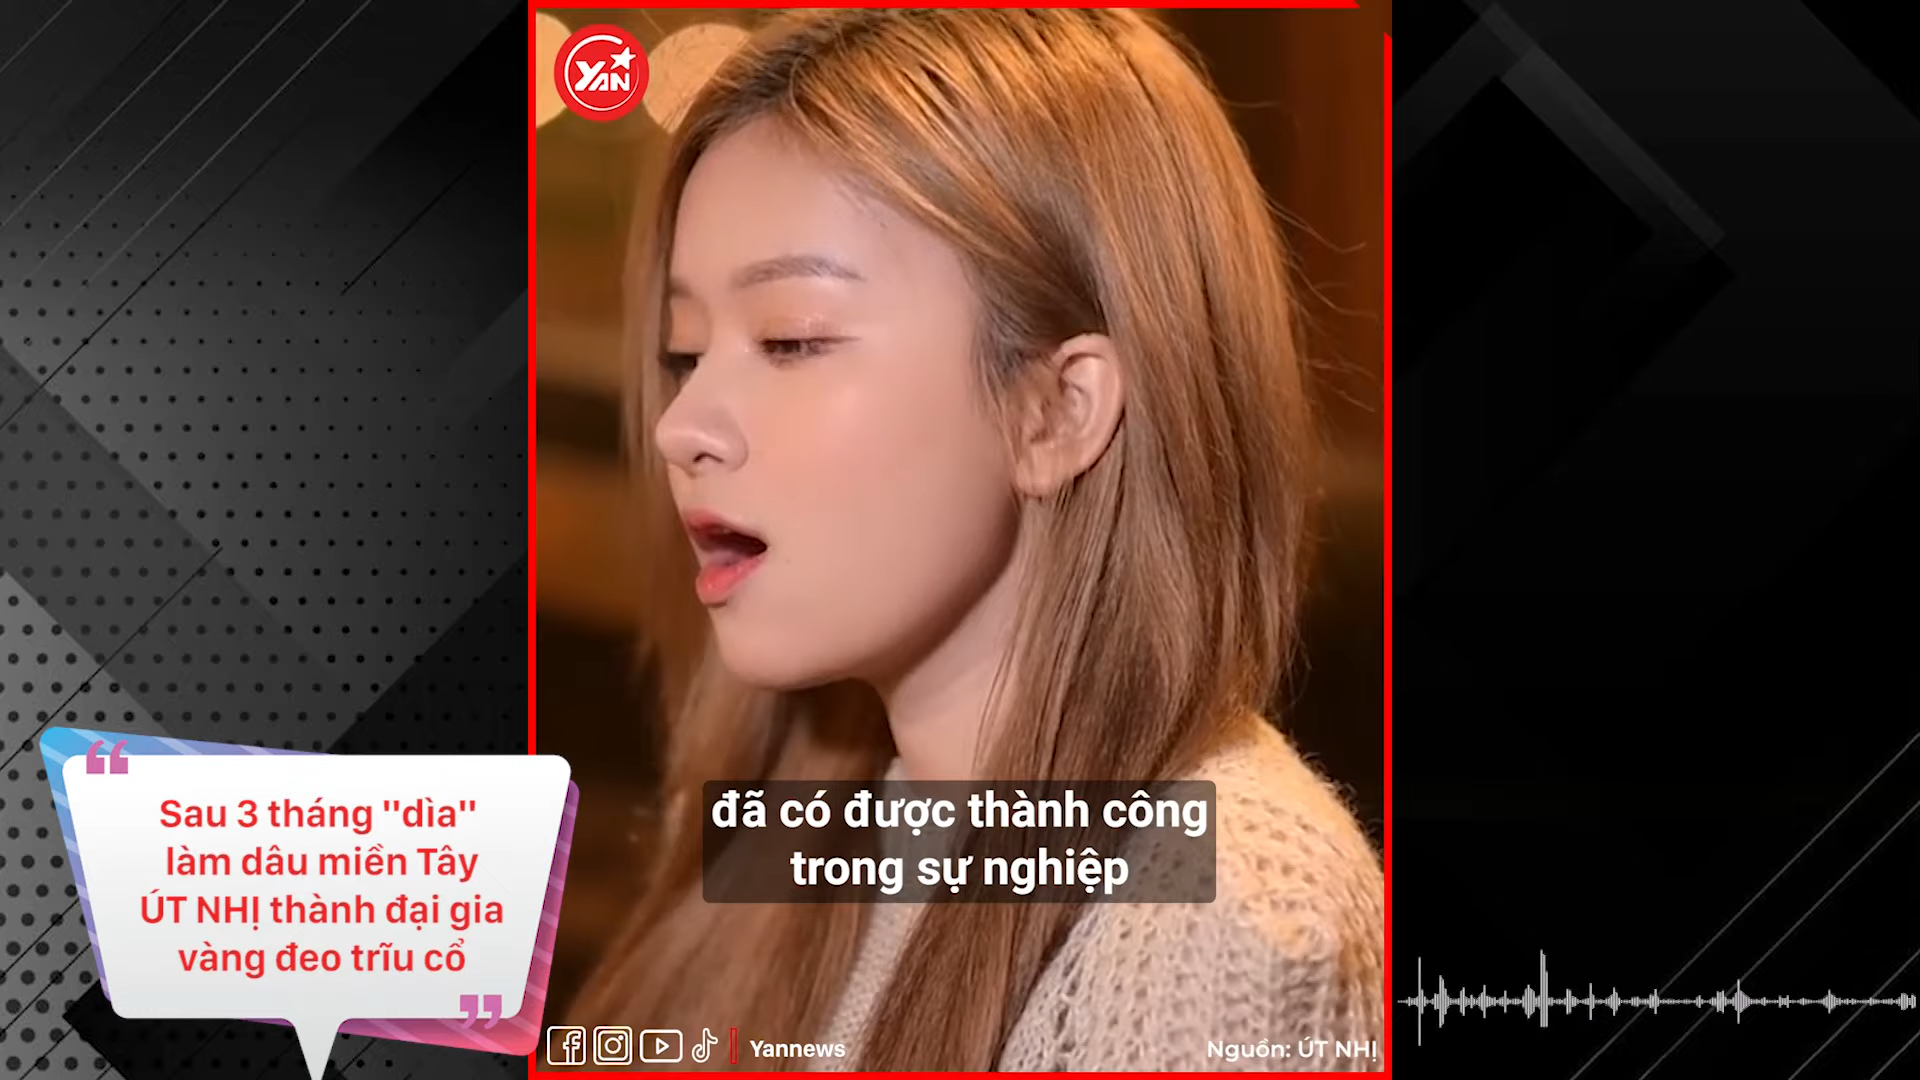 YAN
đã có được thành công
trong sự nghiệp
Sau 3 tháng "dìa"
làm dâu miền Tây
ÚT NHỊ thành đại gia
vàng đeo trĩu cổ
Yannews
Nguồn: ÚT NHỊ